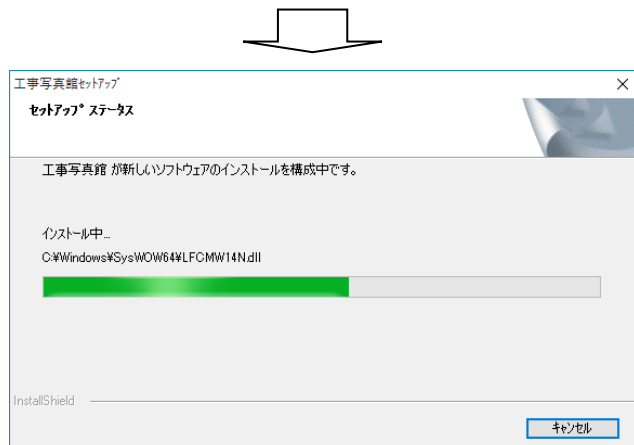 工事写真館ｾｯﾄｱｯﾌﾟ
セットアップ ステータス
工事写真館 が新しいソフトウェアのインストールを構成中です。
インストール中...
C:¥Windows¥SysWOW64¥LFCMW14N.dll
InstallShield
キャンセル